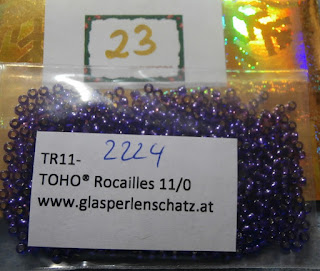 23
TR11- 2224
TOHO® Rocailles 11/0
www.glasperlenschatz.at